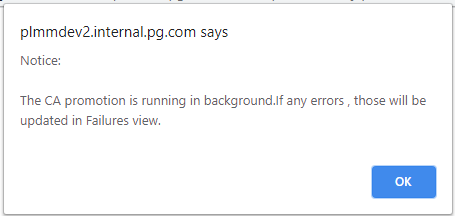 plmmdev2.internal.pg.com says
Notice:
The CA promotion is running in background.If any errors , those will be
updated in Failures view.
OK